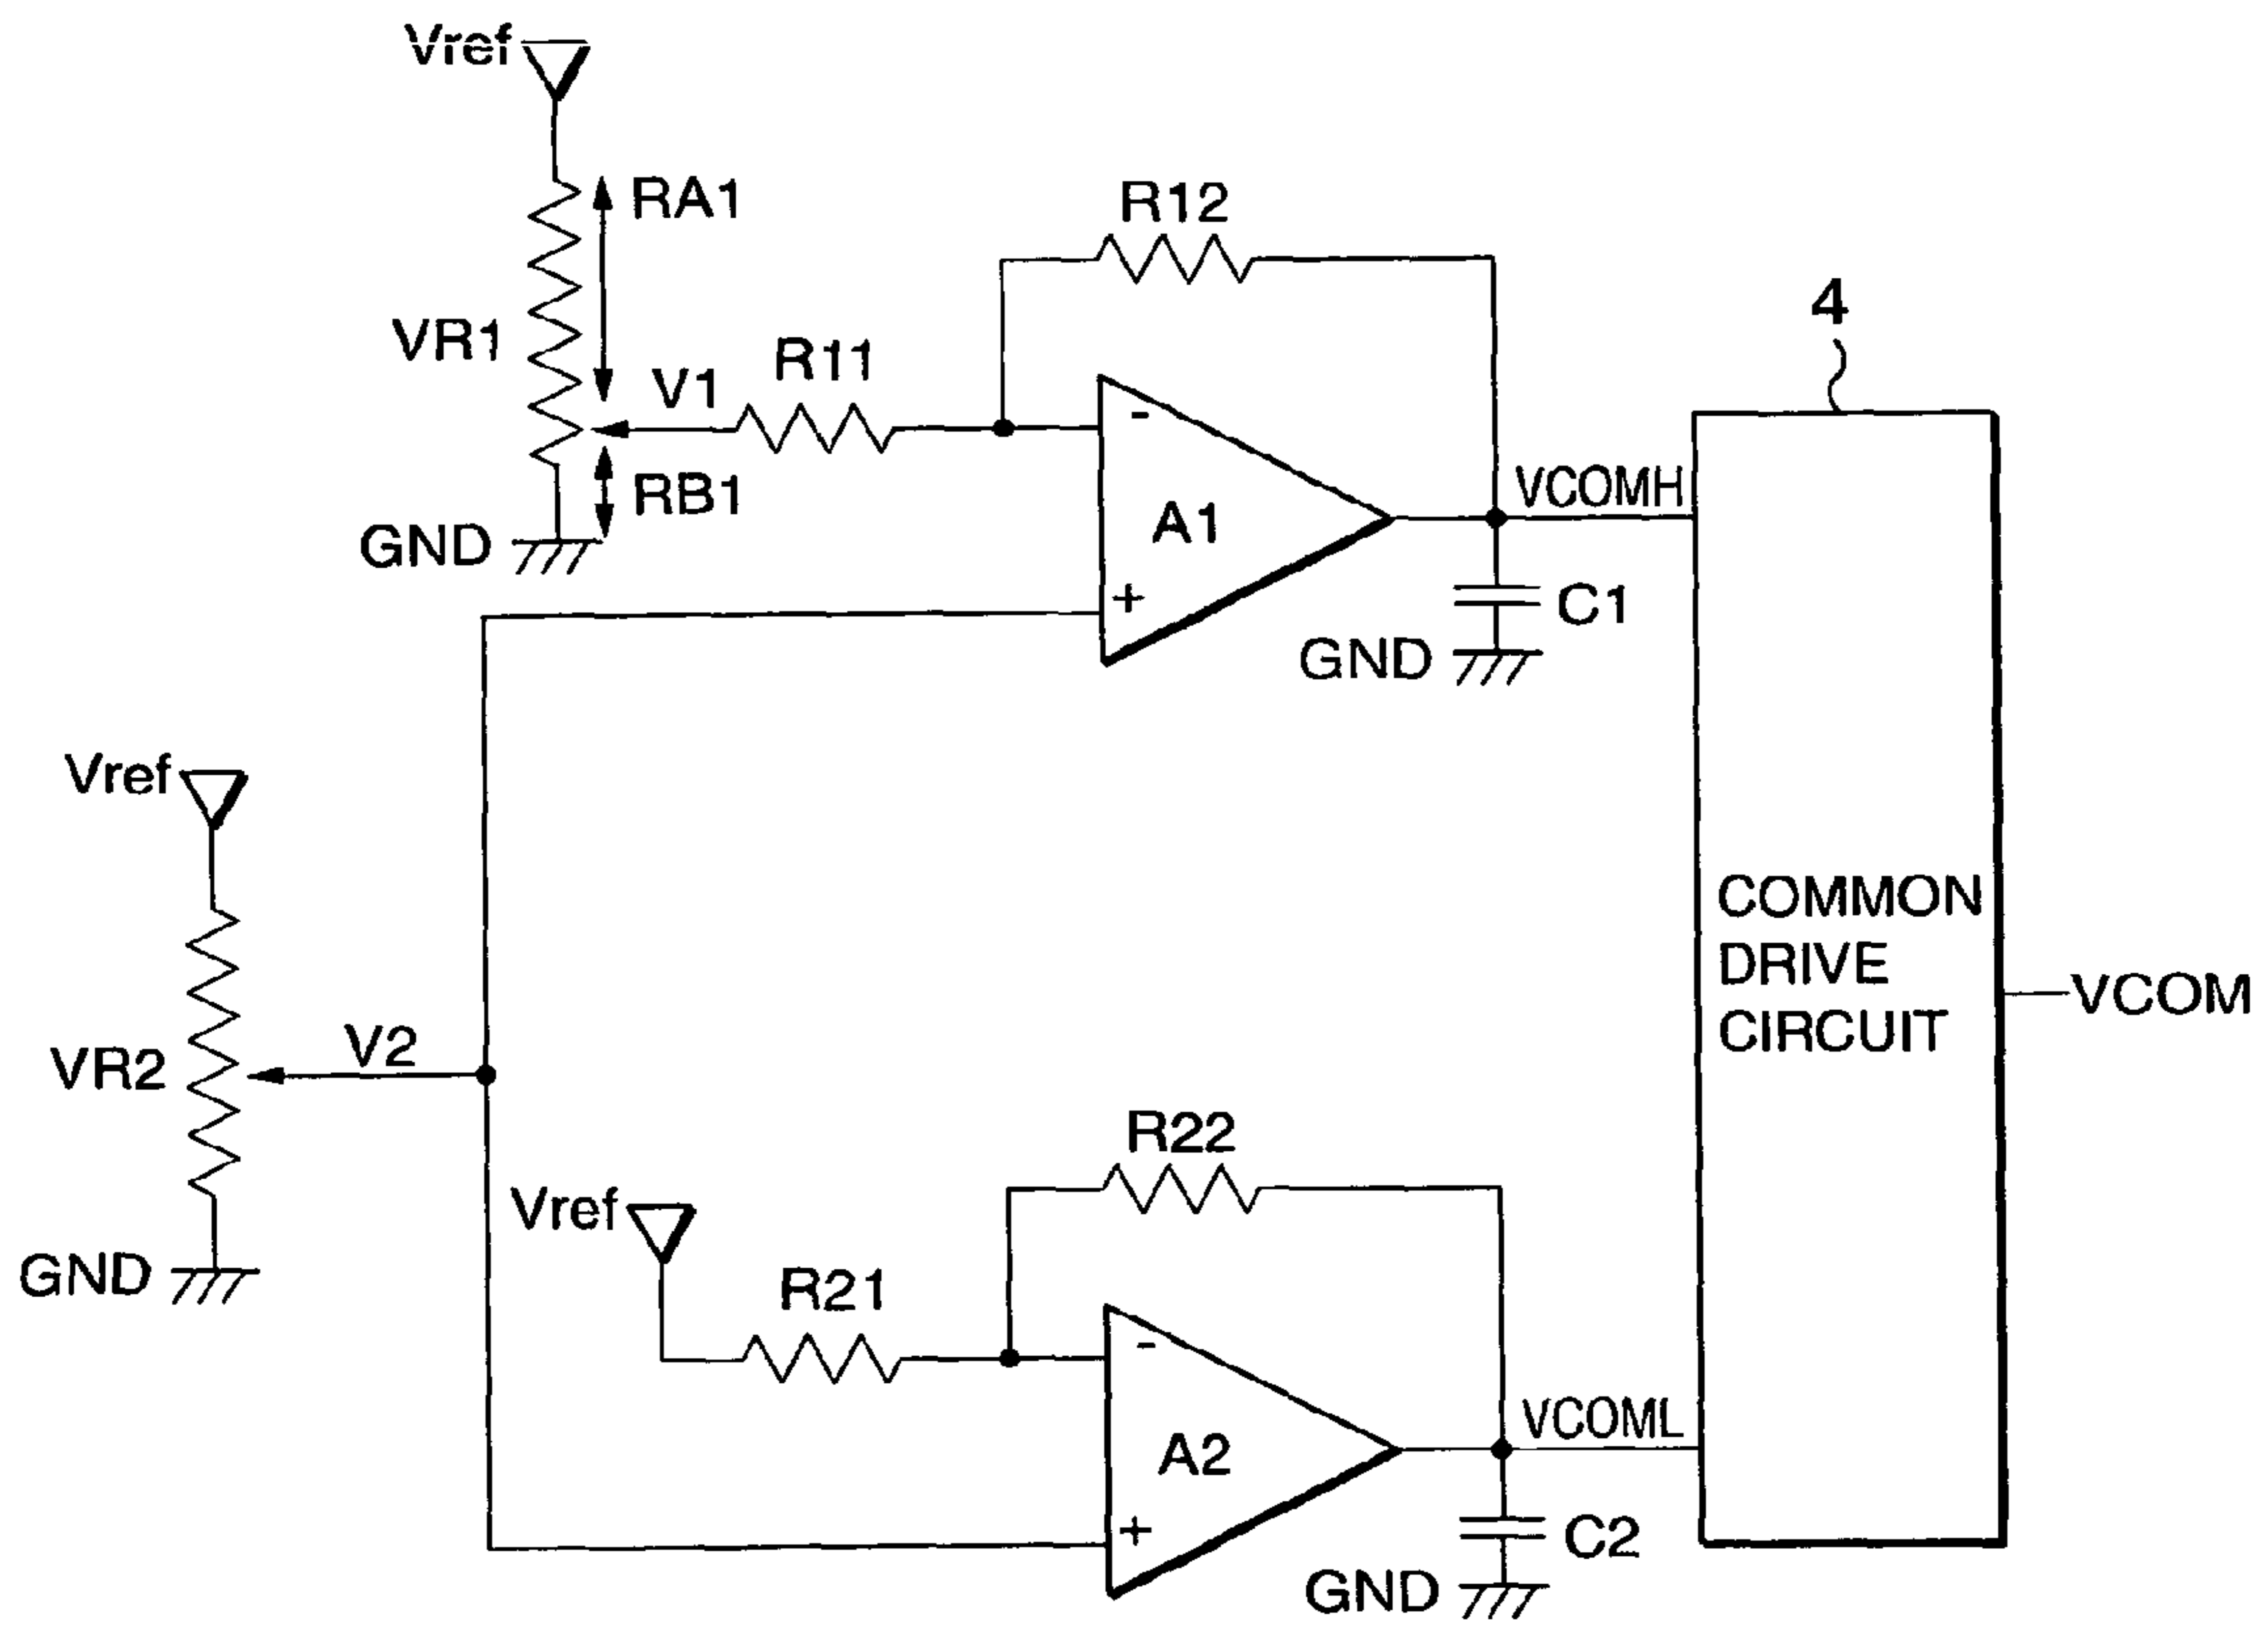 Vref
RA1
R12
4
VR1
V1
R11
-
VCOMH
RB1
A1
GND
+
C1
GND
Vref
COMMON
DRIVE
CIRCUIT
VCOM
V2
VR2
R22
Vref
GND
R21
-
VCOML
A2
+
C2
GND